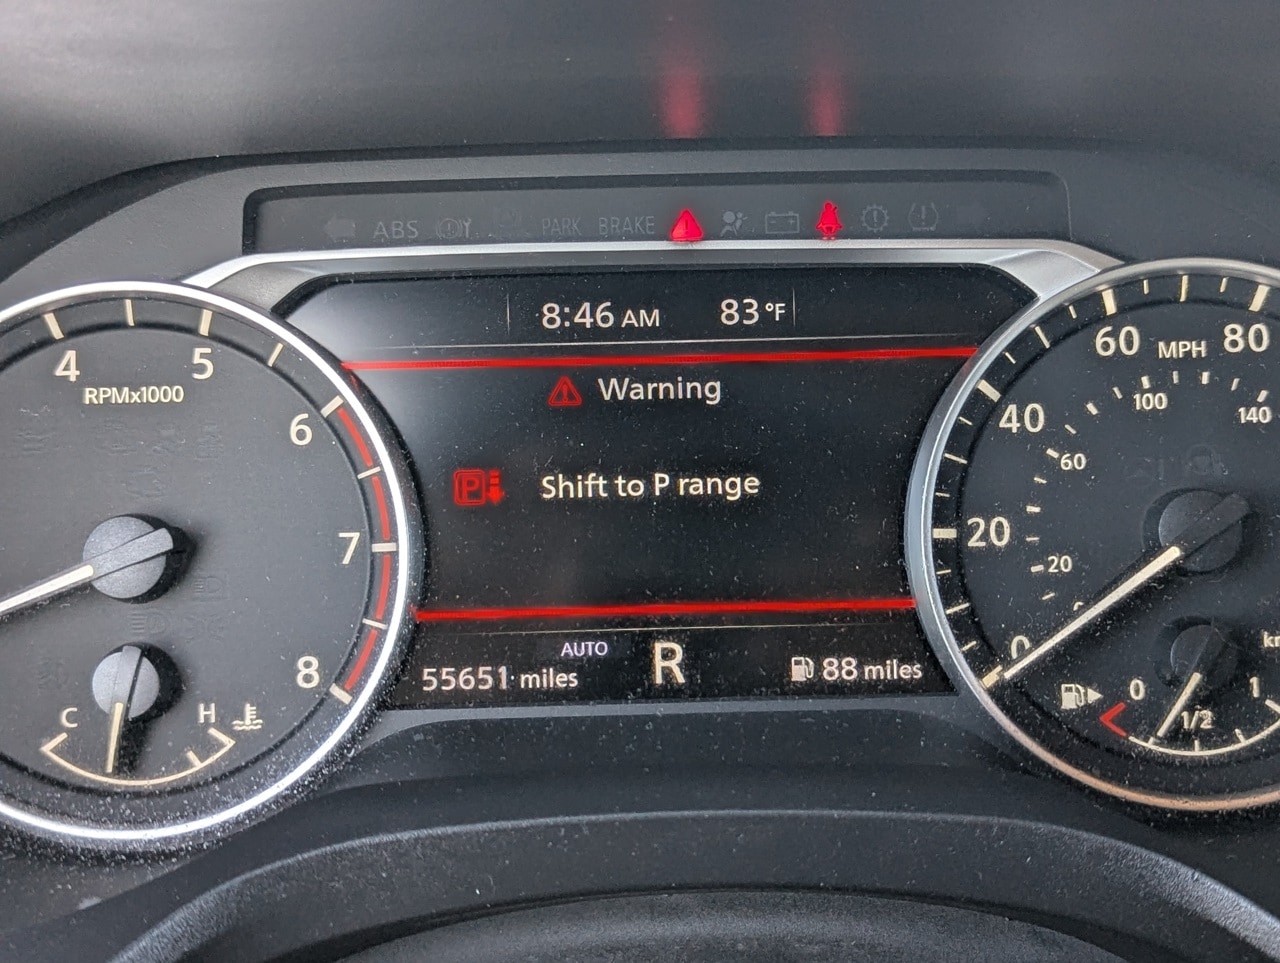 ABS PARK BRAKE
8:46 AM 83 °F
Warning
Shift to P range
AUTO
55651 miles R 88 miles
4 5 6 7 8
RPMx1000
C H
0 20 40 60 80
MPH
20 60 100 140
km
0 1/2 1